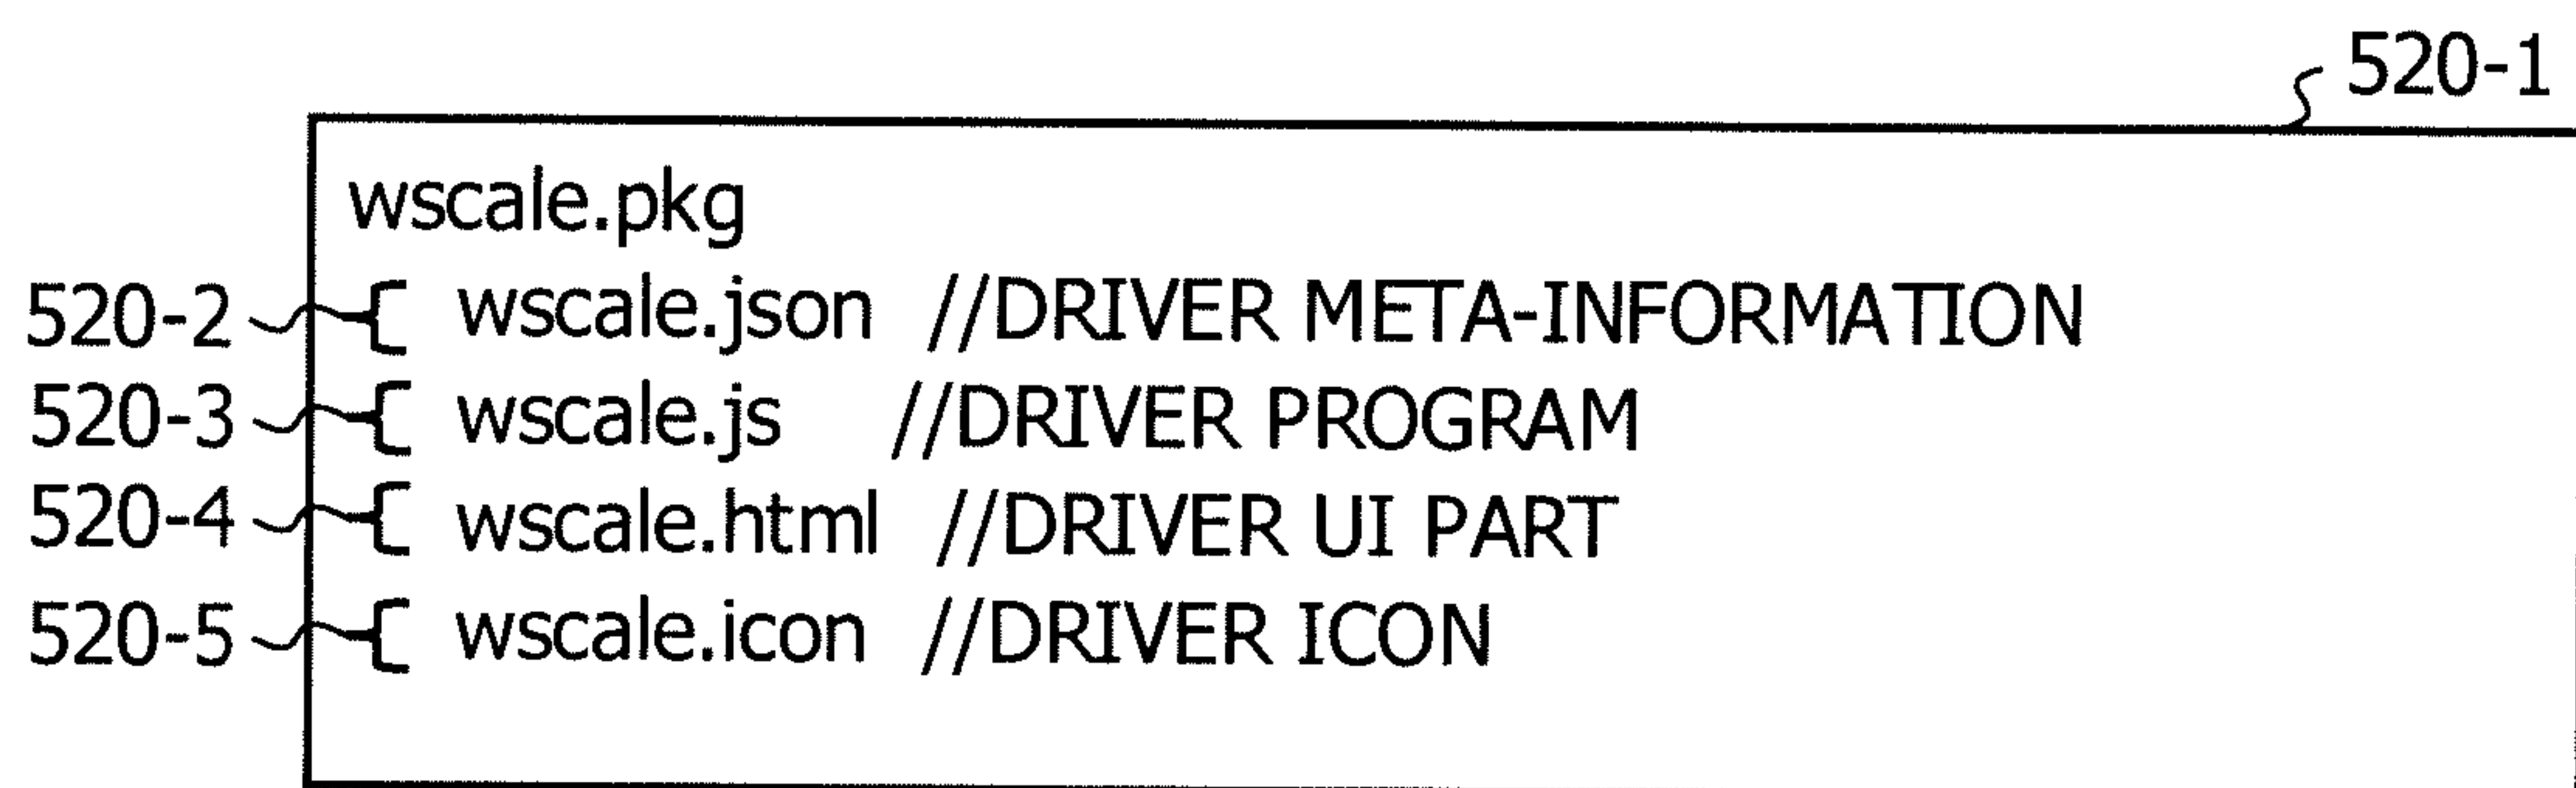 520-1
wscale.pkg
520-2 wscale.json //DRIVER META-INFORMATION
520-3 wscale.js //DRIVER PROGRAM
520-4 wscale.html //DRIVER UI PART
520-5 wscale.icon //DRIVER ICON